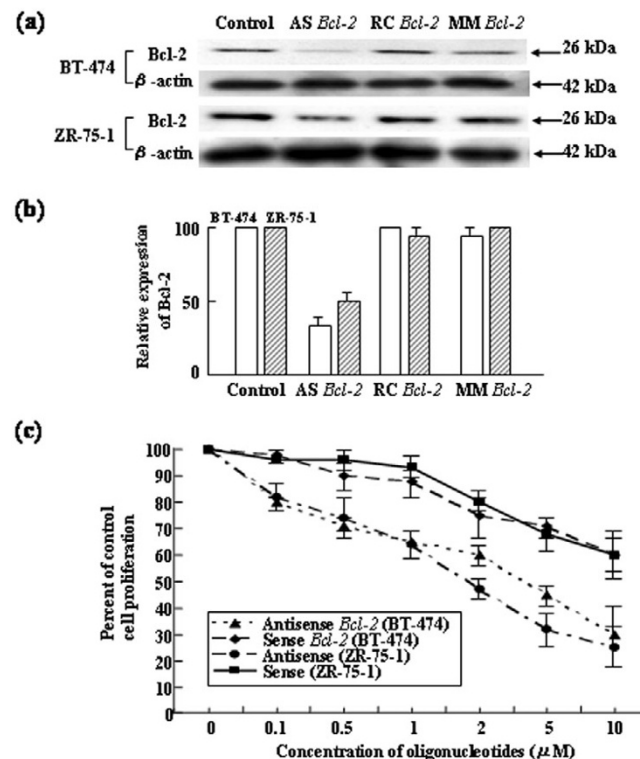 (a)
Control AS Bcl-2 RC Bcl-2 MM Bcl-2
BT-474
Bcl-2
26 kDa
β-actin
42 kDa
ZR-75-1
Bcl-2
26 kDa
β-actin
42 kDa
(b)
Relative expression
of Bcl-2
BT-474 ZR-75-1
100
50
0
Control AS Bcl-2 RC Bcl-2 MM Bcl-2
(c)
Percent of control
cell proliferation
100
90
80
70
60
50
40
30
20
10
Antisense Bcl-2 (BT-474)
Sense Bcl-2 (BT-474)
Antisense (ZR-75-1)
Sense (ZR-75-1)
0 0.1 0.5 1 2 5 10
Concentration of oligonucleotides (μM)